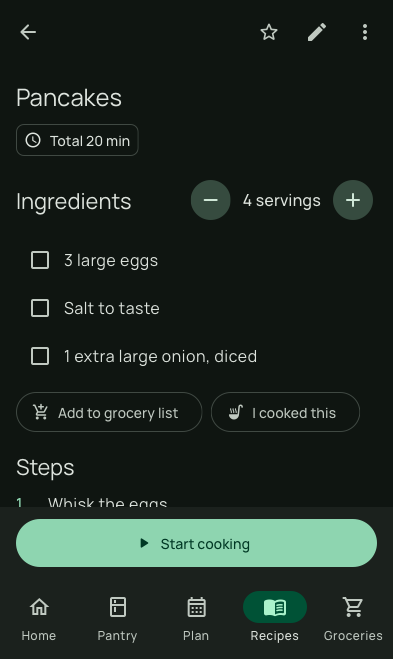 Pancakes
Total 20 min
Ingredients
4 servings
3 large eggs
Salt to taste
1 extra large onion, diced
Add to grocery list
I cooked this
Steps
1 Whisk the eggs
Start cooking
Home
Pantry
Plan
Recipes
Groceries